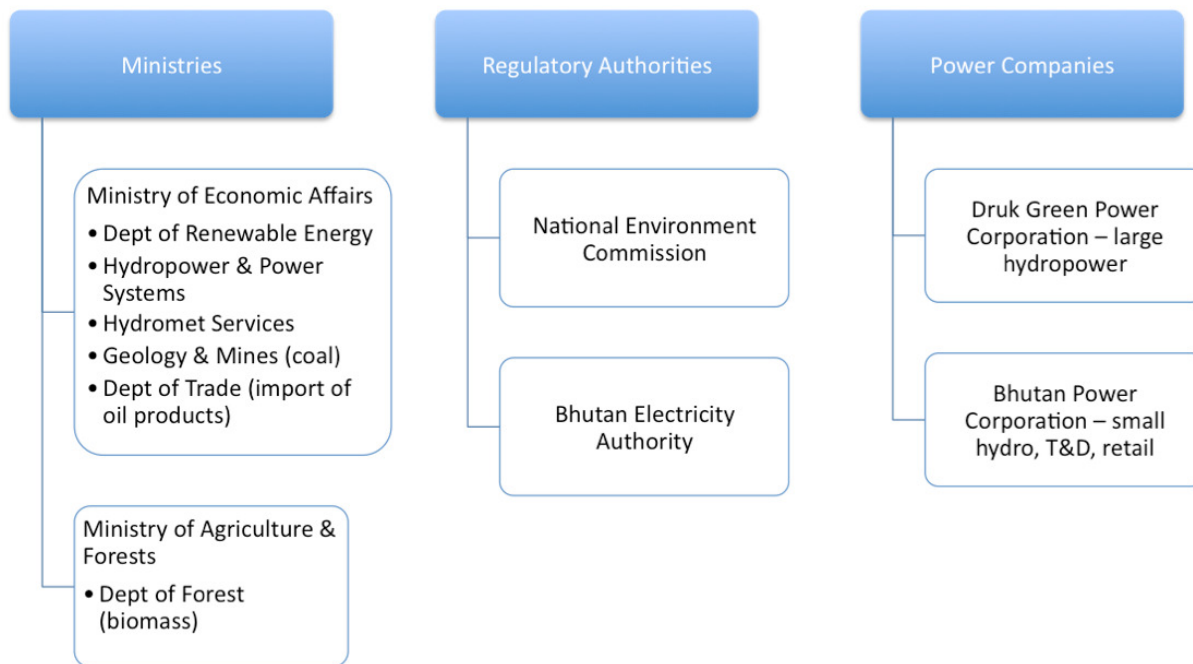 Ministries
Ministry of Economic Affairs
• Dept of Renewable Energy
• Hydropower & Power
Systems
• Hydromet Services
• Geology & Mines (coal)
• Dept of Trade (import of
oil products)
Ministry of Agriculture &
Forests
• Dept of Forest
(biomass)
Regulatory Authorities
National Environment
Commission
Bhutan Electricity
Authority
Power Companies
Druk Green Power
Corporation – large
hydropower
Bhutan Power
Corporation – small
hydro, T&D, retail